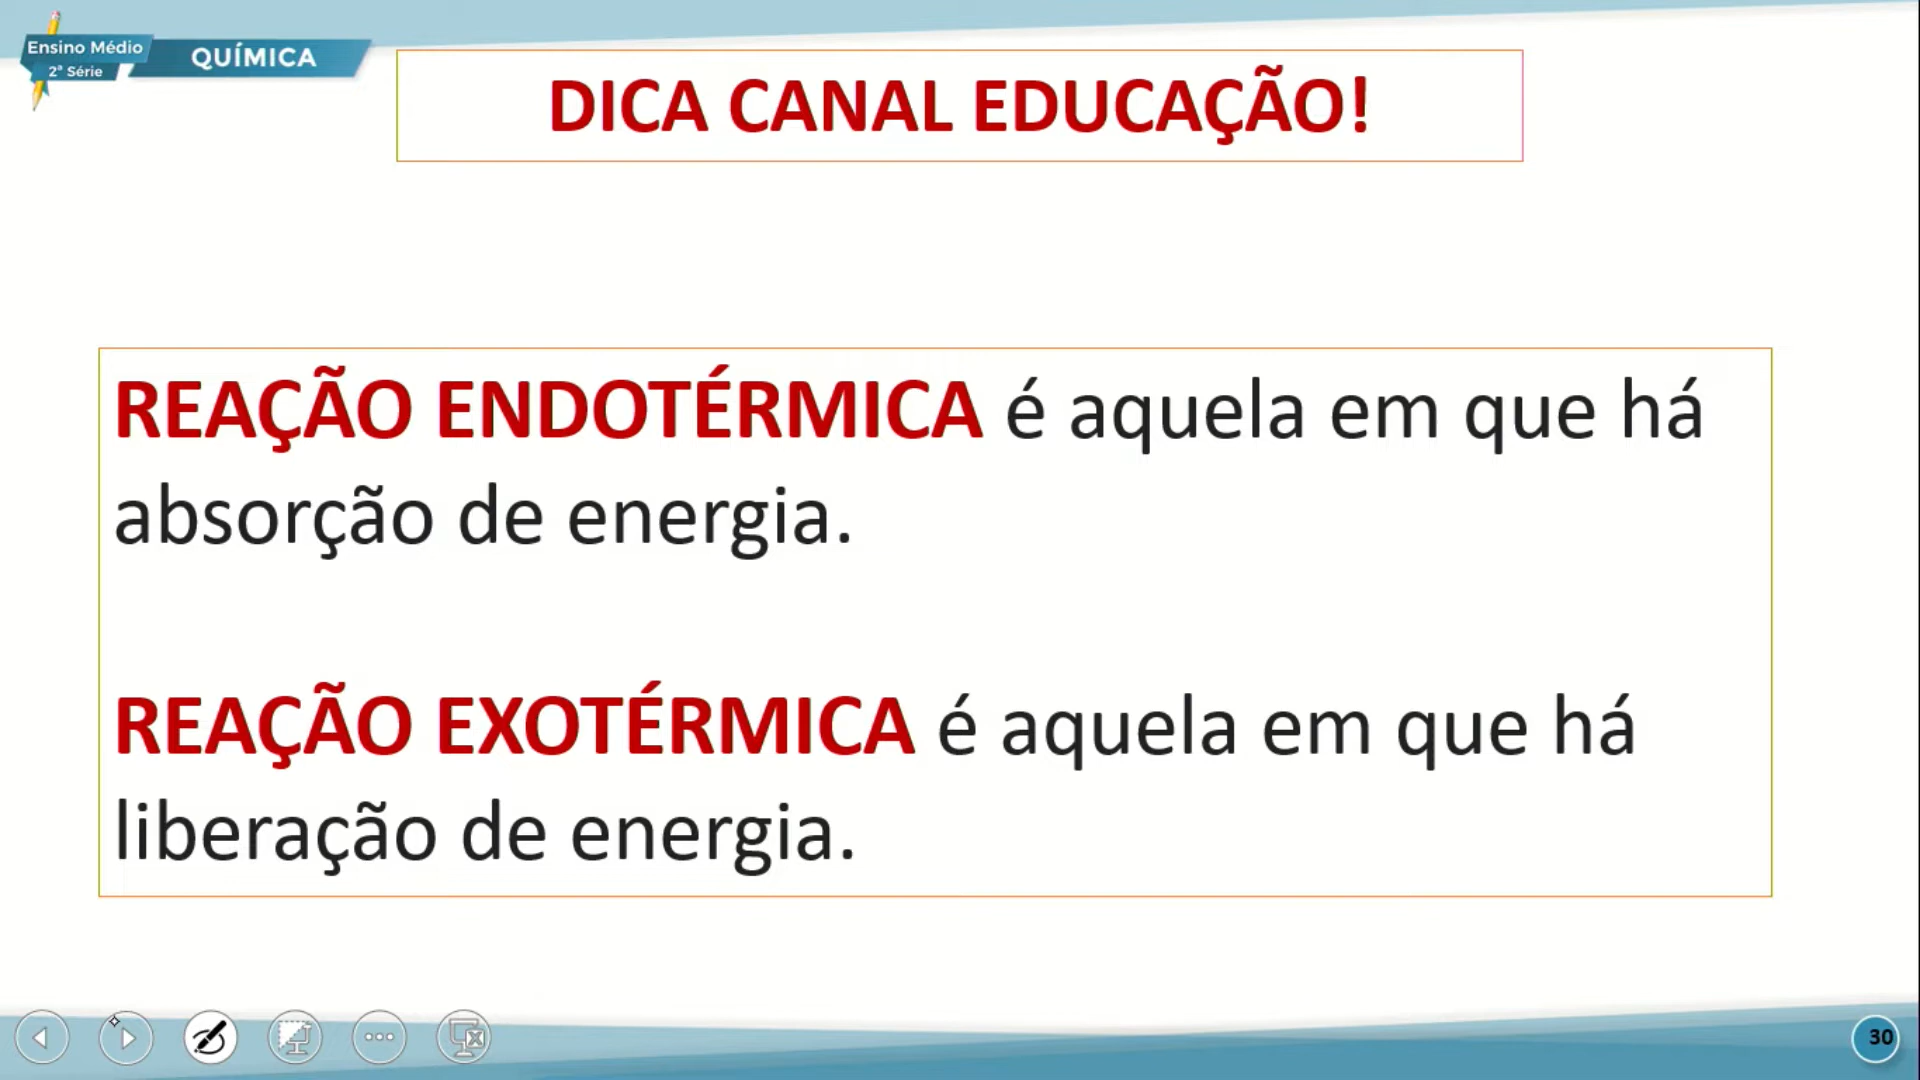 Ensino Médio
2ª Série
QUÍMICA
DICA CANAL EDUCAÇÃO!
REAÇÃO ENDOTÉRMICA é aquela em que há
absorção de energia.
REAÇÃO EXOTÉRMICA é aquela em que há
liberação de energia.
30